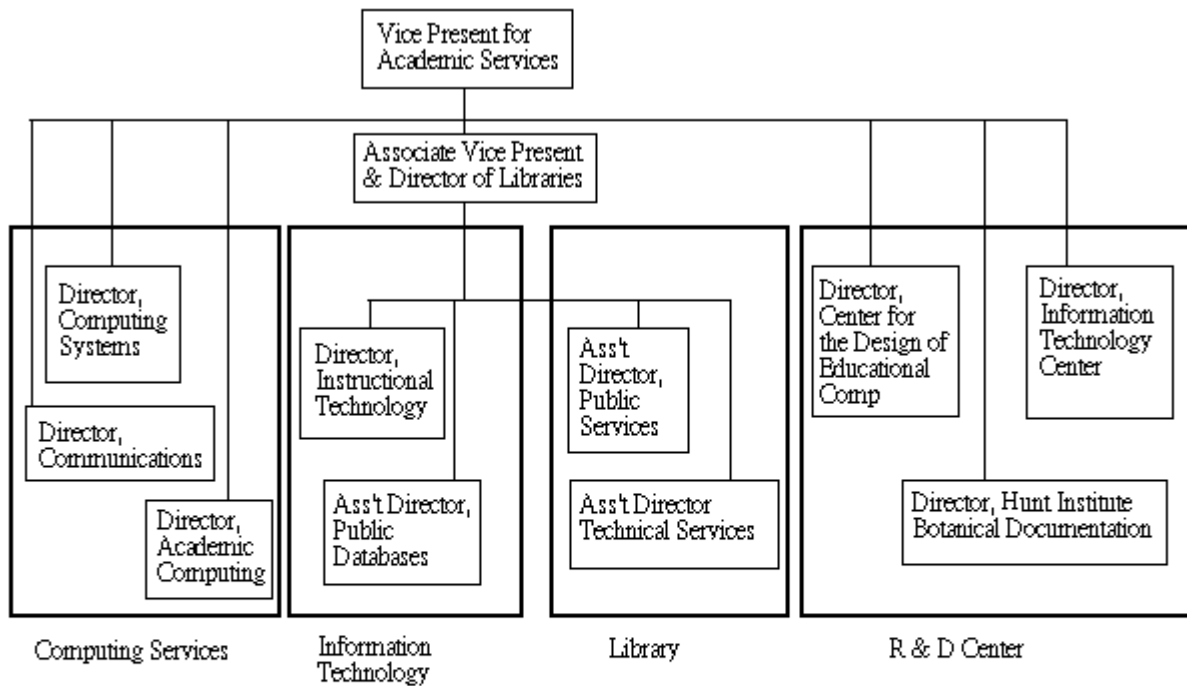 Vice Present for
Academic Services
Associate Vice Present
& Director of Libraries
Director,
Computing
Systems
Director,
Communications
Director,
Academic
Computing
Director,
Instructional
Technology
Ass't Director,
Public
Databases
Ass't
Director,
Public
Services
Ass't Director
Technical Services
Director,
Center for
the Design of
Educational
Comp
Director,
Information
Technology
Center
Director, Hunt Institute
Botanical Documentation
Computing Services
Information
Technology
Library
R & D Center